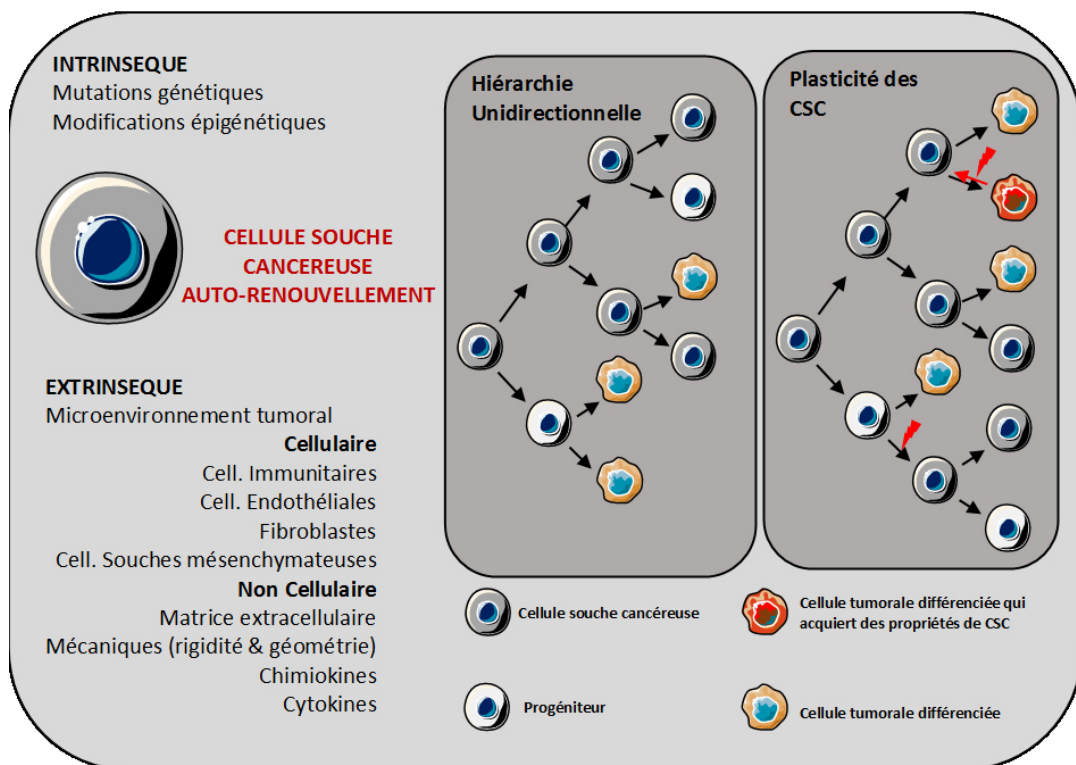 INTRINSEQUE
Mutations génétiques
Modifications épigénétiques
CELLULE SOUCHE
CANCEREUSE
AUTO-RENOUVELLEMENT
EXTRINSEQUE
Microenvironnement tumoral
Cellulaire
Cell. Immunitaires
Cell. Endothéliales
Fibroblastes
Cell. Souches mésenchymateuses
Non Cellulaire
Matrice extracellulaire
Mécaniques (rigidité & géométrie)
Chimiokines
Cytokines
Hiérarchie
Unidirectionnelle
Plasticité des
CSC
Cellule souche cancéreuse
Cellule tumorale différenciée qui
acquiert des propriétés de CSC
Progéniteur
Cellule tumorale différenciée